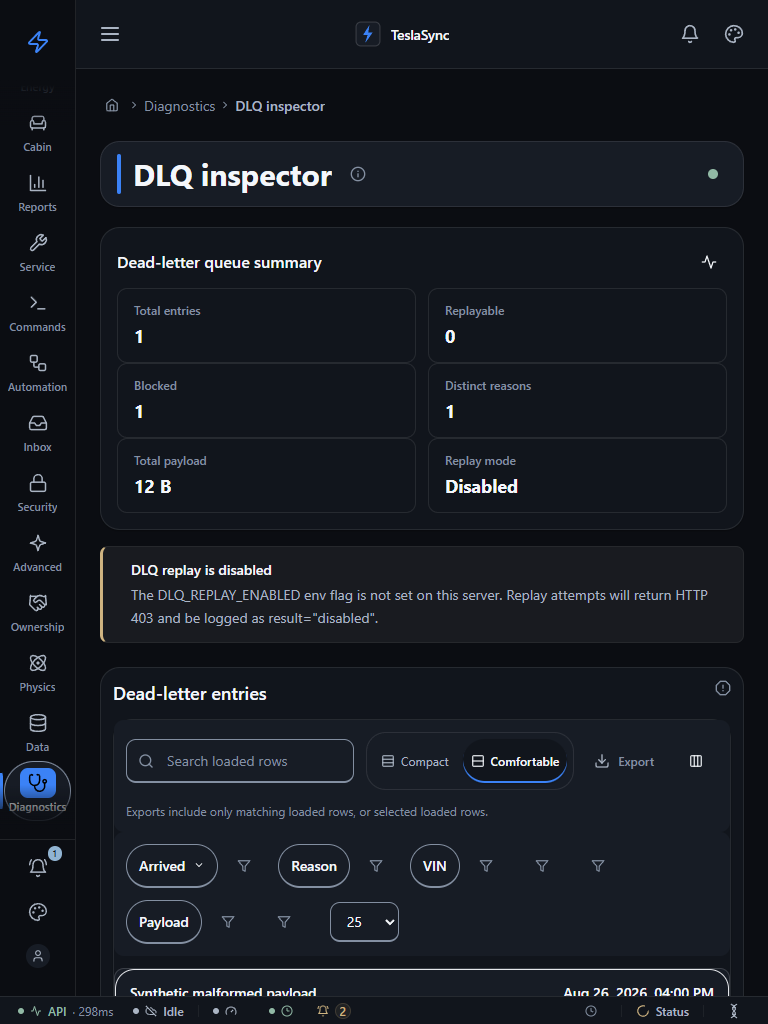 TeslaSync
Energy
Cabin
Reports
Service
Commands
Automation
Inbox
Security
Advanced
Ownership
Physics
Data
Diagnostics
1
Diagnostics
DLQ inspector
DLQ inspector
Dead-letter queue summary
Total entries
1
Replayable
0
Blocked
1
Distinct reasons
1
Total payload
12 B
Replay mode
Disabled
DLQ replay is disabled
The DLQ_REPLAY_ENABLED env flag is not set on this server. Replay attempts will return HTTP
403 and be logged as result="disabled".
Dead-letter entries
Search loaded rows
Compact
Comfortable
Export
Exports include only matching loaded rows, or selected loaded rows.
Arrived
Reason
VIN
Payload
25
Synthetic malformed payload
Aug 26, 2026, 04:00 PM
API · 298ms
Idle
2
Status